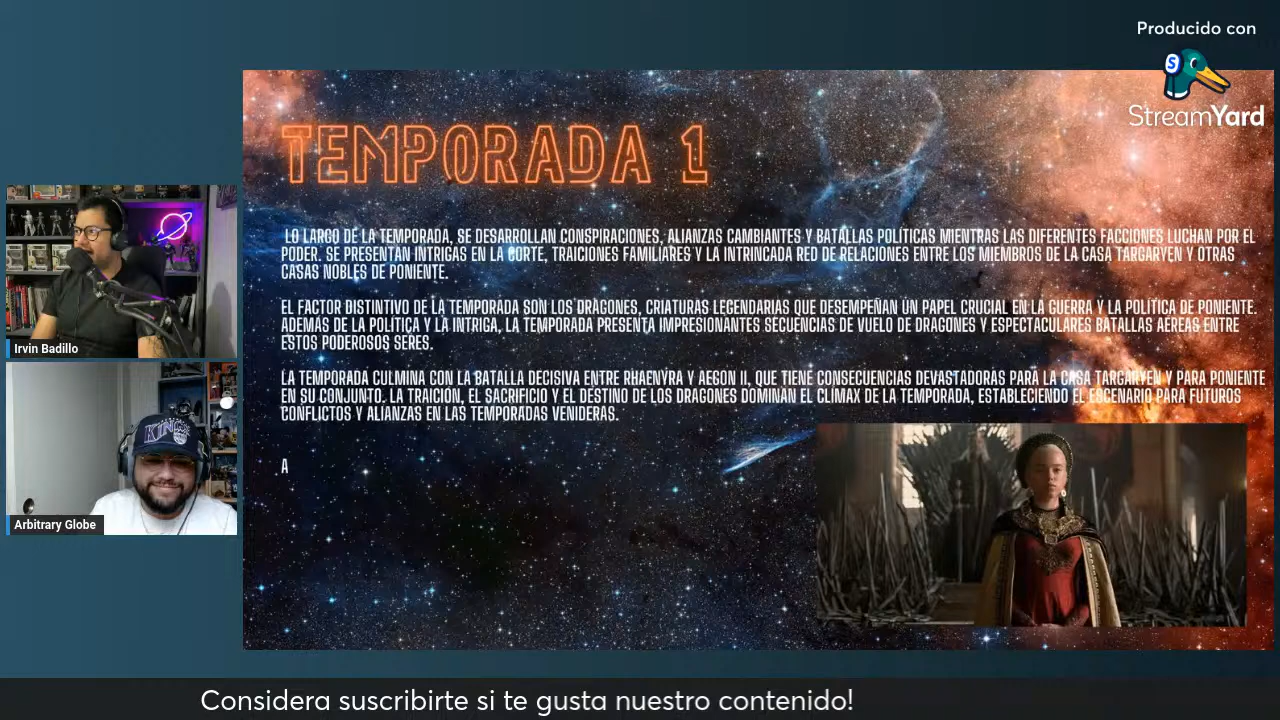 Producido con
StreamYard
TEMPORADA 1
LO LARGO DE LA TEMPORADA, SE DESARROLLAN CONSPIRACIONES, ALIANZAS CAMBIANTES Y BATALLAS POLÍTICAS MIENTRAS LAS DIFERENTES FACCIONES LUCHAN POR EL
PODER. SE PRESENTAN INTRIGAS EN LA CORTE, TRAICIONES FAMILIARES Y LA INTRINCADA RED DE RELACIONES ENTRE LOS MIEMBROS DE LA CASA TARGARYEN Y OTRAS
CASAS NOBLES DE PONIENTE.
EL FACTOR DISTINTIVO DE LA TEMPORADA SON LOS DRAGONES, CRIATURAS LEGENDARIAS QUE DESEMPEÑAN UN PAPEL CRUCIAL EN LA GUERRA Y LA POLÍTICA DE PONIENTE.
ADEMÁS DE LA POLÍTICA Y LA INTRIGA, LA TEMPORADA PRESENTA IMPRESIONANTES SECUENCIAS DE VUELO DE DRAGONES Y ESPECTACULARES BATALLAS AÉREAS ENTRE
ESTOS PODEROSOS SERES.
LA TEMPORADA CULMINA CON LA BATALLA DECISIVA ENTRE RHAENYRA Y AEGON II, QUE TIENE CONSECUENCIAS DEVASTADORAS PARA LA CASA TARGARYEN Y PARA PONIENTE
EN SU CONJUNTO. LA TRAICIÓN, EL SACRIFICIO Y EL DESTINO DE LOS DRAGONES DOMINAN EL CLÍMAX DE LA TEMPORADA, ESTABLECIENDO EL ESCENARIO PARA FUTUROS
CONFLICTOS Y ALIANZAS EN LAS TEMPORADAS VENIDERAS.
A
Irvin Badillo
KINGS
Arbitrary Globe
Considera suscribirte si te gusta nuestro contenido!